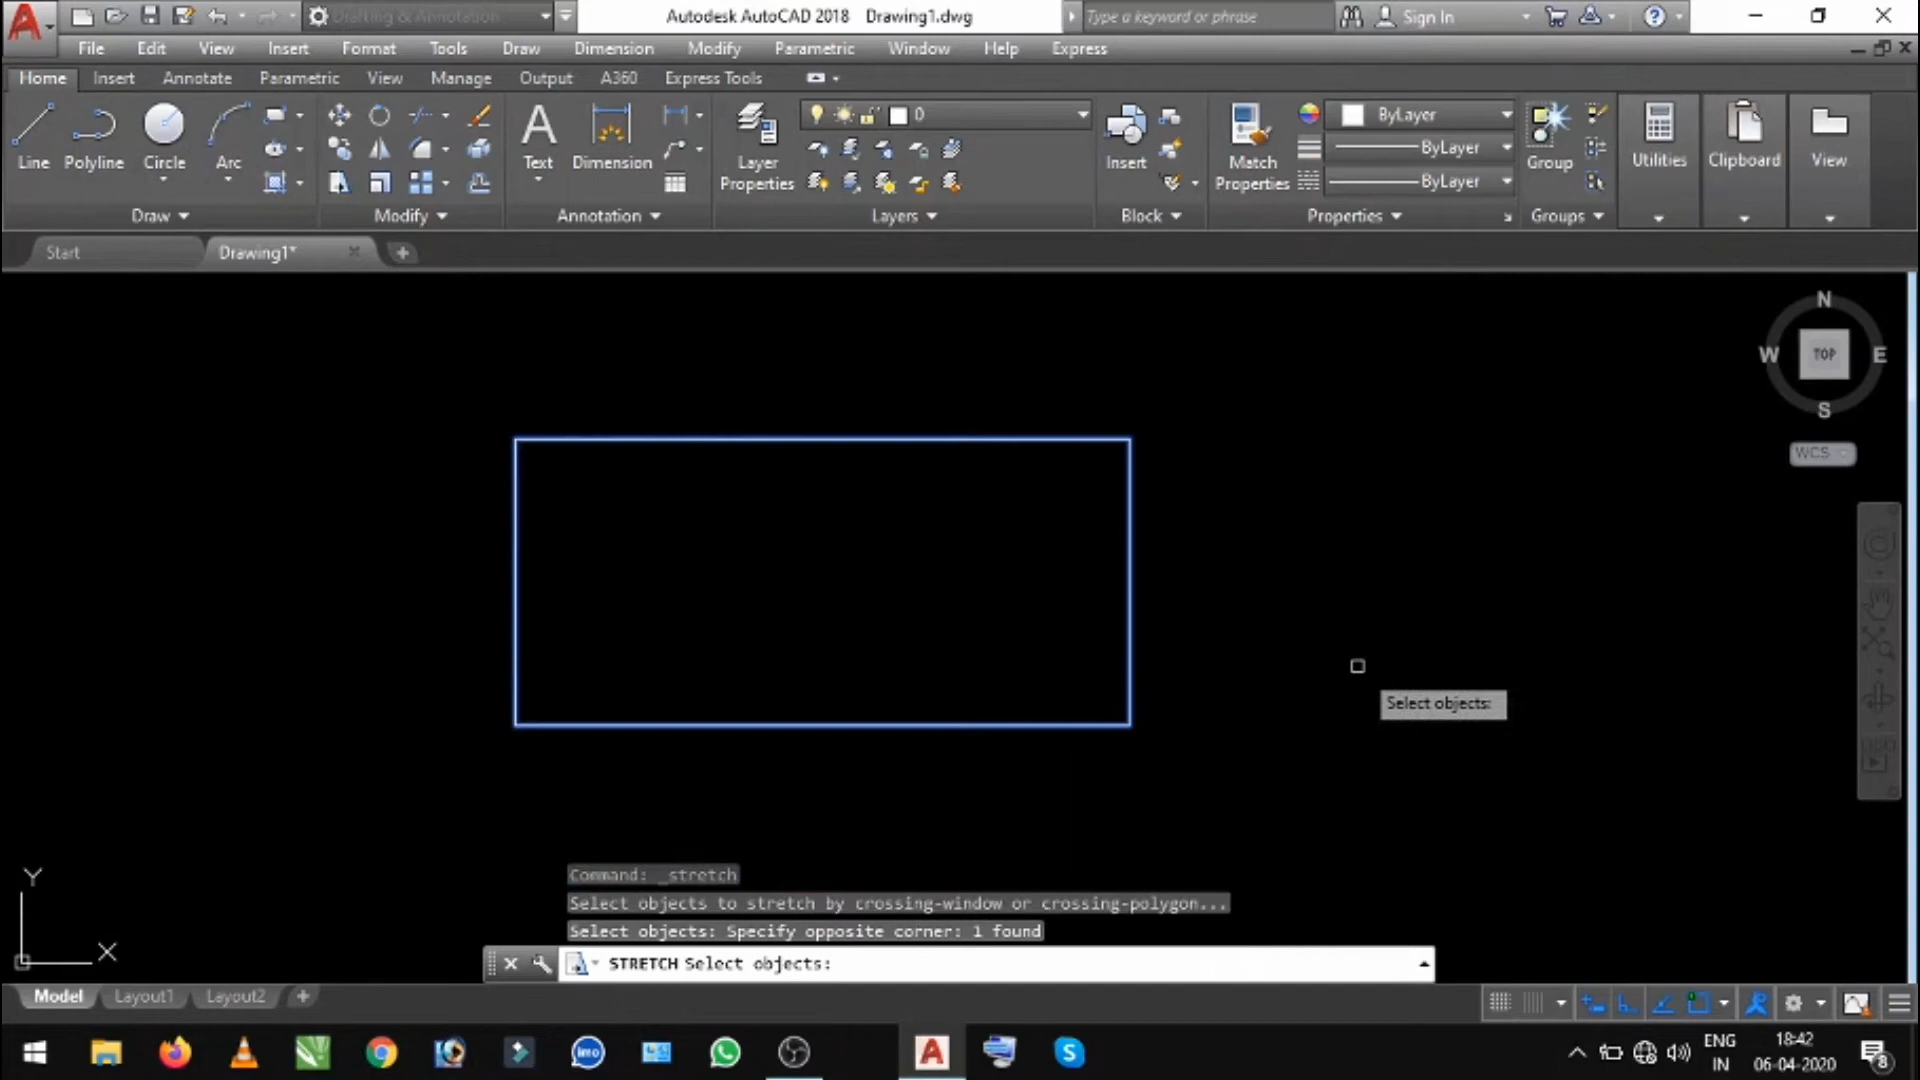 Drafting & Annotation
Autodesk AutoCAD 2018 Drawing1.dwg
Type a keyword or phrase
Sign In
File Edit View Insert Format Tools Draw Dimension Modify Parametric Window Help Express
Home Insert Annotate Parametric View Manage Output A360 Express Tools
0
ByLayer
ByLayer
ByLayer
Line Polyline Circle Arc
Text Dimension
Layer Properties
Insert
Match Properties
Group
Utilities
Clipboard
View
Draw Modify Annotation Layers Block Properties Groups
Start Drawing1*
N
W TOP E
S
WCS
Select objects:
Y
X
Command: _stretch
Select objects to stretch by crossing-window or crossing-polygon...
Select objects: Specify opposite corner: 1 found
STRETCH Select objects:
Model Layout1 Layout2
imo
ENG
IN
18:42
06-04-2020
8